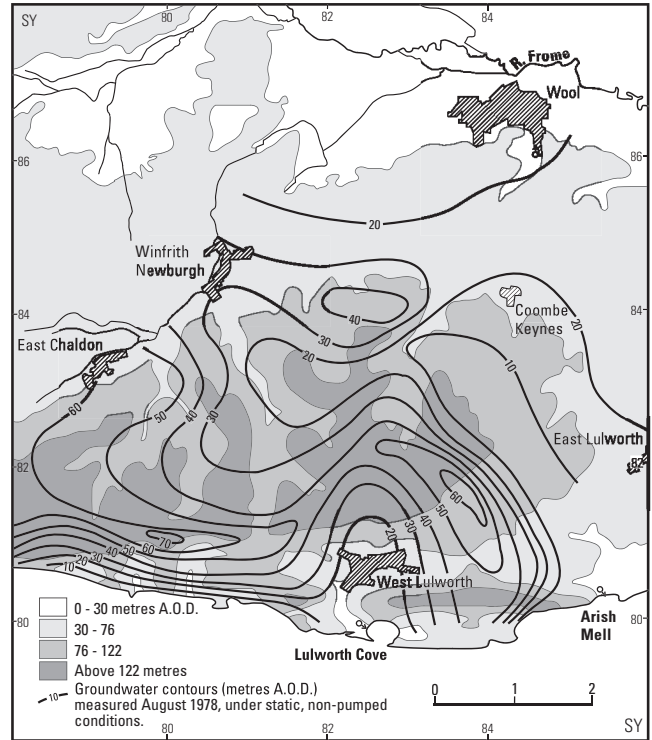 SY 80 82 84
R. Frome
Wool
86 86
20
Winfrith
Newburgh
84 84
40
30
20
Coombe
Keynes
20
East Chaldon
10
60 50 40 30
East Lulworth
82 82
60
50
40
30
20
70
60
50
40
30
20
10
West Lulworth
80 80
Arish
Mell
Lulworth Cove
0 - 30 metres A.O.D.
30 - 76
76 - 122
Above 122 metres
10 Groundwater contours (metres A.O.D.)
measured August 1978, under static, non-pumped
conditions.
0 1 2
80 82 84 SY